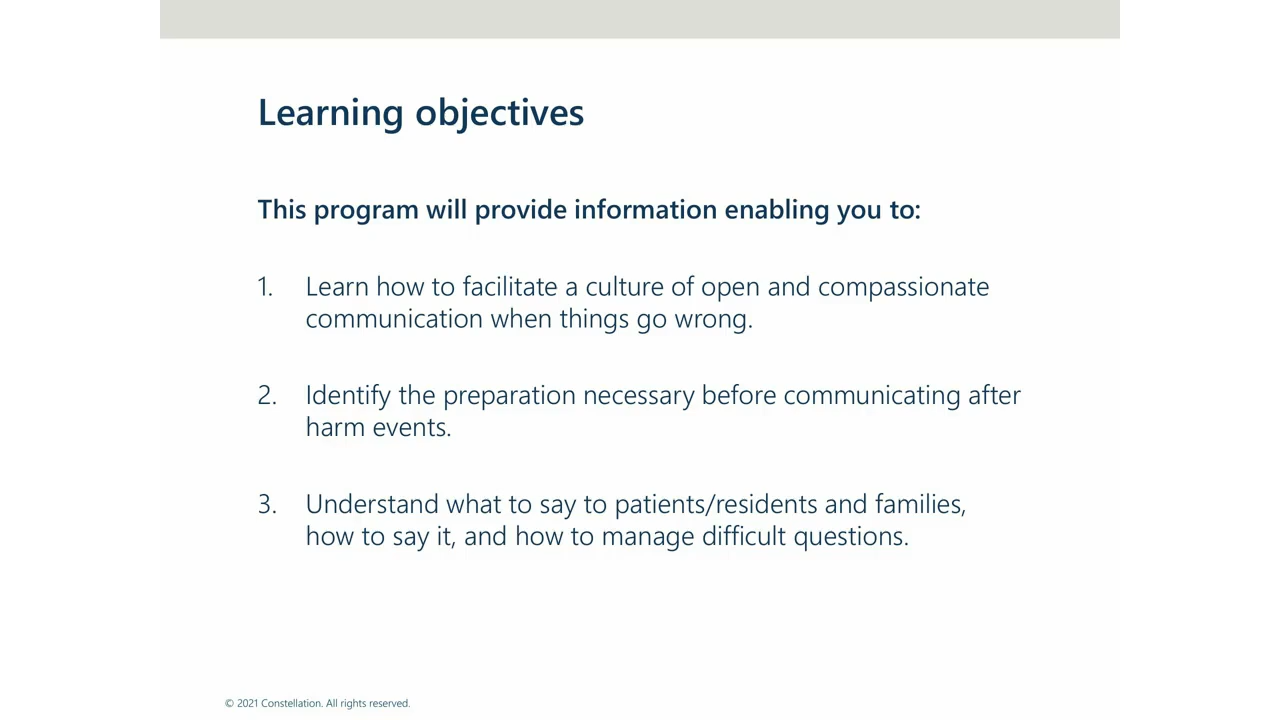 Learning objectives
This program will provide information enabling you to:
1. Learn how to facilitate a culture of open and compassionate
communication when things go wrong.
2. Identify the preparation necessary before communicating after
harm events.
3. Understand what to say to patients/residents and families,
how to say it, and how to manage difficult questions.
© 2021 Constellation. All rights reserved.